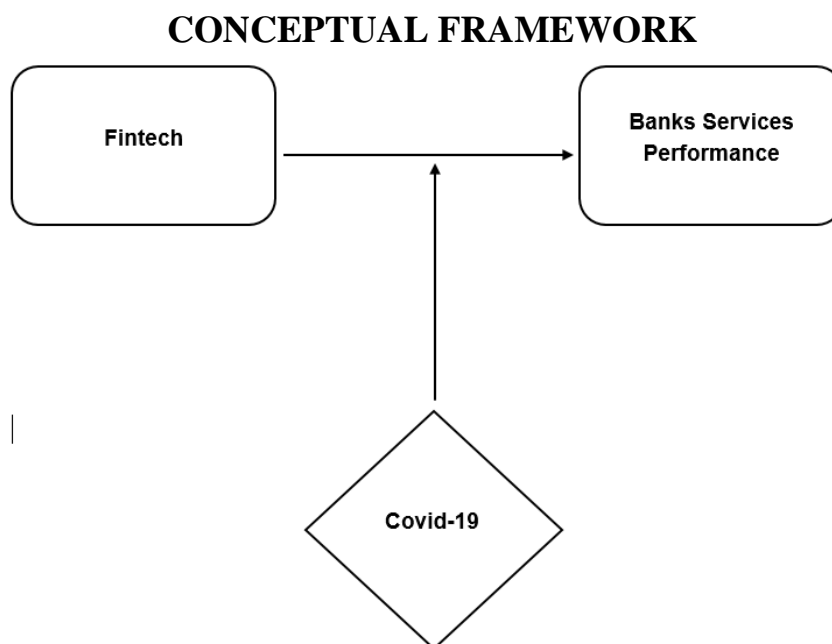 CONCEPTUAL FRAMEWORK
Fintech
Banks Services
Performance
Covid-19